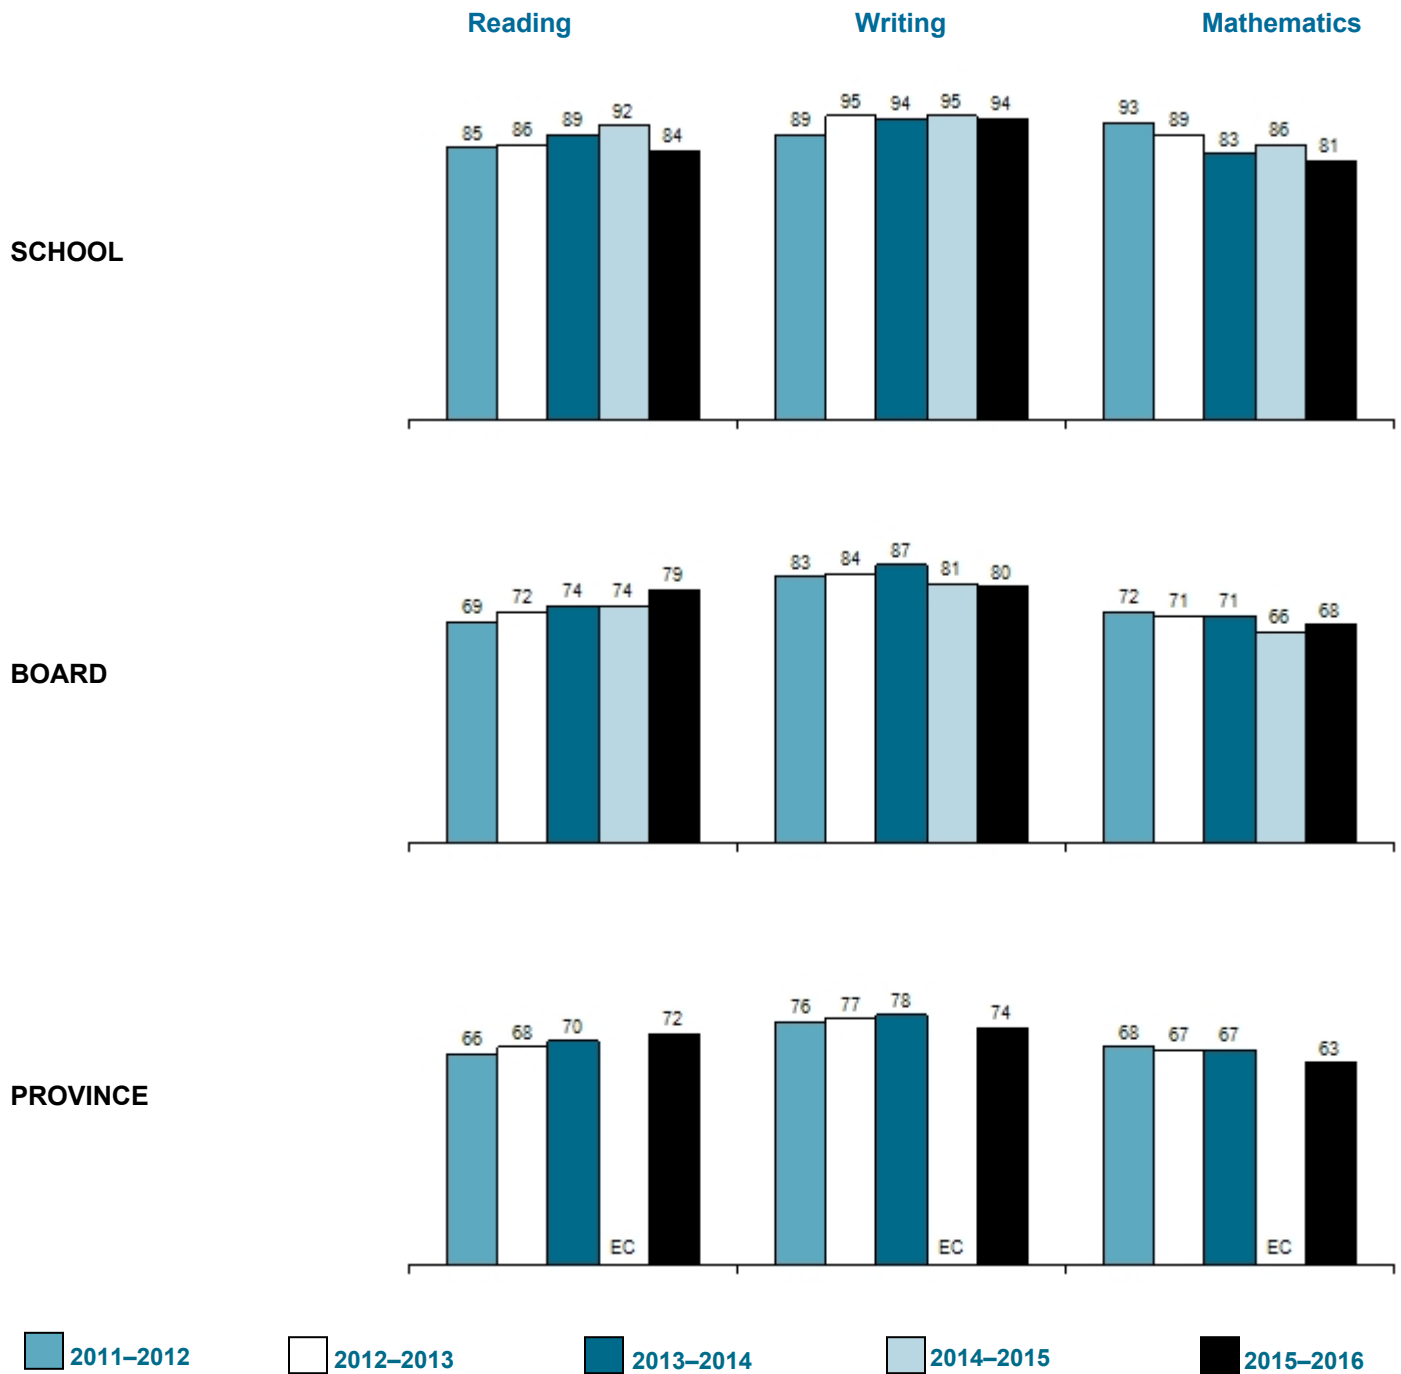 Reading Writing Mathematics
SCHOOL
85 86 89 92 84 89 95 94 95 94 93 89 83 86 81
BOARD
69 72 74 74 79 83 84 87 81 80 72 71 71 66 68
PROVINCE
66 68 70 EC 72 76 77 78 EC 74 68 67 67 EC 63
2011–2012 2012–2013 2013–2014 2014–2015 2015–2016